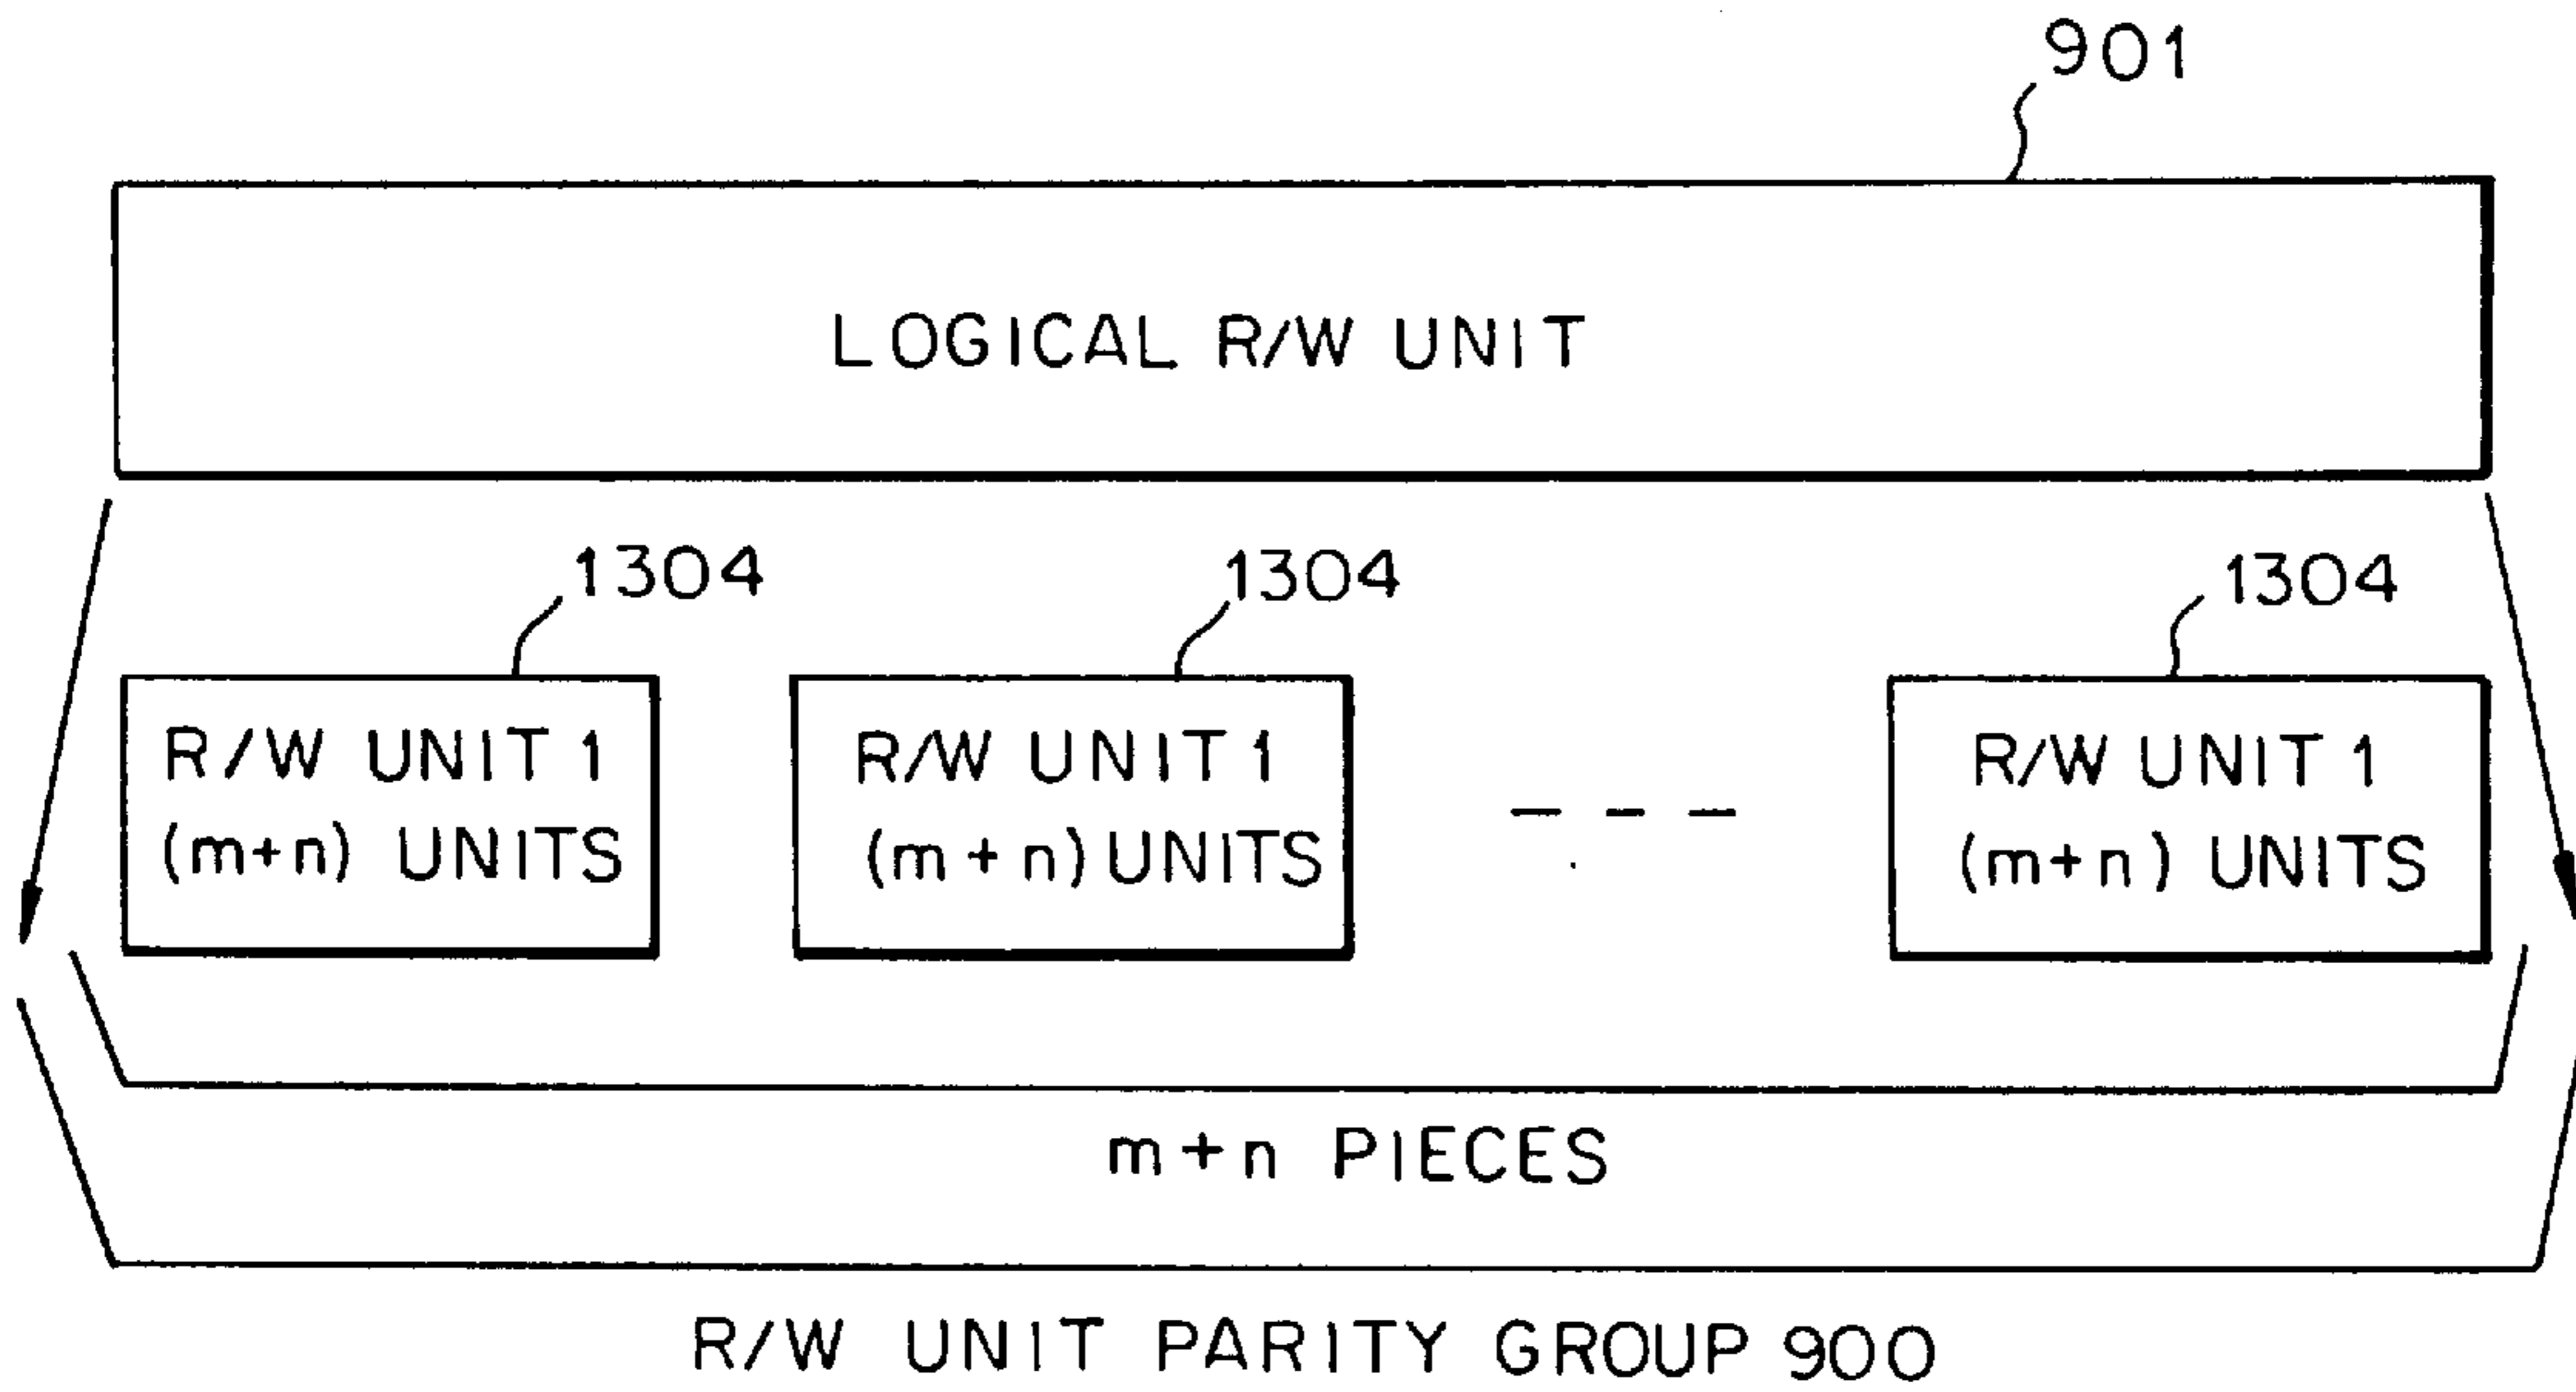 901
LOGICAL R/W UNIT
1304 1304 1304
R/W UNIT 1 R/W UNIT 1 R/W UNIT 1
(m+n) UNITS (m+n) UNITS (m+n) UNITS
m+n PIECES
R/W UNIT PARITY GROUP 900